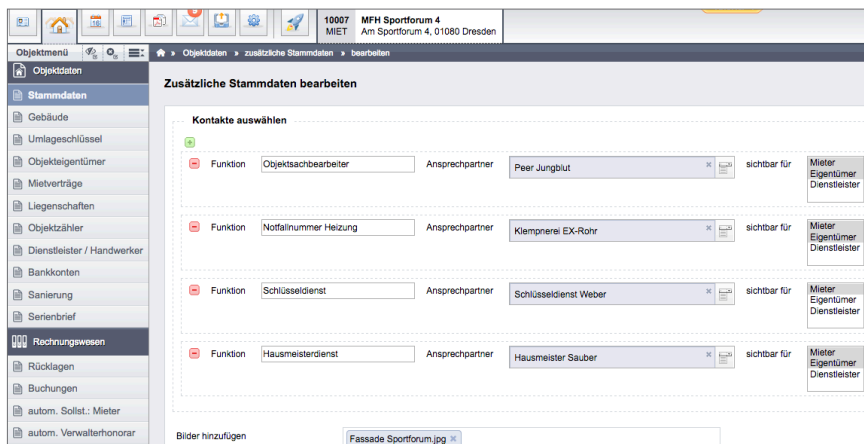 10007 MFH Sportforum 4
MIET Am Sportforum 4, 01080 Dresden
Objektmenü
» Objektdaten » zusätzliche Stammdaten » bearbeiten
Objektdaten
Stammdaten
Gebäude
Umlageschlüssel
Objekteigentümer
Mietverträge
Liegenschaften
Objektzähler
Dienstleister / Handwerker
Bankkonten
Sanierung
Serienbrief
Rechnungswesen
Rücklagen
Buchungen
autom. Sollst.: Mieter
autom. Verwalterhonorar
Zusätzliche Stammdaten bearbeiten
Kontakte auswählen
Funktion Objektsachbearbeiter Ansprechpartner Peer Jungblut × sichtbar für Mieter
Eigentümer
Dienstleister
Funktion Notfallnummer Heizung Ansprechpartner Klempnerei EX-Rohr × sichtbar für Mieter
Eigentümer
Dienstleister
Funktion Schlüsseldienst Ansprechpartner Schlüsseldienst Weber × sichtbar für Mieter
Eigentümer
Dienstleister
Funktion Hausmeisterdienst Ansprechpartner Hausmeister Sauber × sichtbar für Mieter
Eigentümer
Dienstleister
Bilder hinzufügen Fassade Sportforum.jpg ×